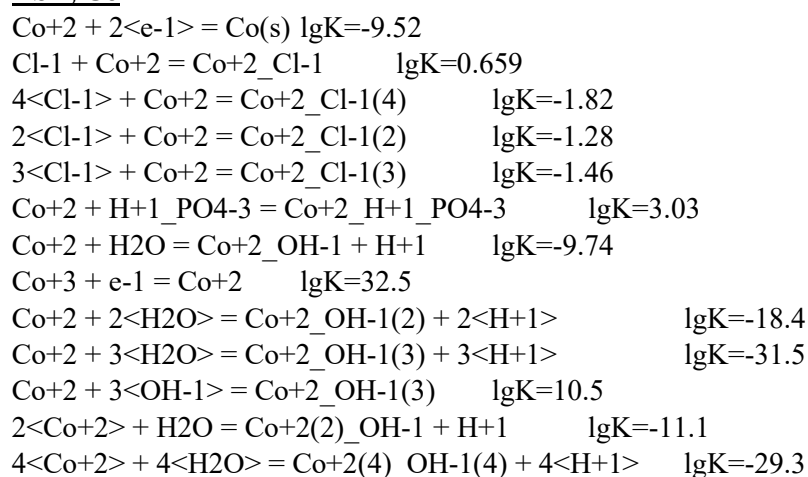 Co+2 + 2<e-1> = Co(s) lgK=-9.52
Cl-1 + Co+2 = Co+2_Cl-1 lgK=0.659
4<Cl-1> + Co+2 = Co+2_Cl-1(4) lgK=-1.82
2<Cl-1> + Co+2 = Co+2_Cl-1(2) lgK=-1.28
3<Cl-1> + Co+2 = Co+2_Cl-1(3) lgK=-1.46
Co+2 + H+1_PO4-3 = Co+2_H+1_PO4-3 lgK=3.03
Co+2 + H2O = Co+2_OH-1 + H+1 lgK=-9.74
Co+3 + e-1 = Co+2 lgK=32.5
Co+2 + 2<H2O> = Co+2_OH-1(2) + 2<H+1> lgK=-18.4
Co+2 + 3<H2O> = Co+2_OH-1(3) + 3<H+1> lgK=-31.5
Co+2 + 3<OH-1> = Co+2_OH-1(3) lgK=10.5
2<Co+2> + H2O = Co+2(2)_OH-1 + H+1 lgK=-11.1
4<Co+2> + 4<H2O> = Co+2(4)_OH-1(4) + 4<H+1> lgK=-29.3